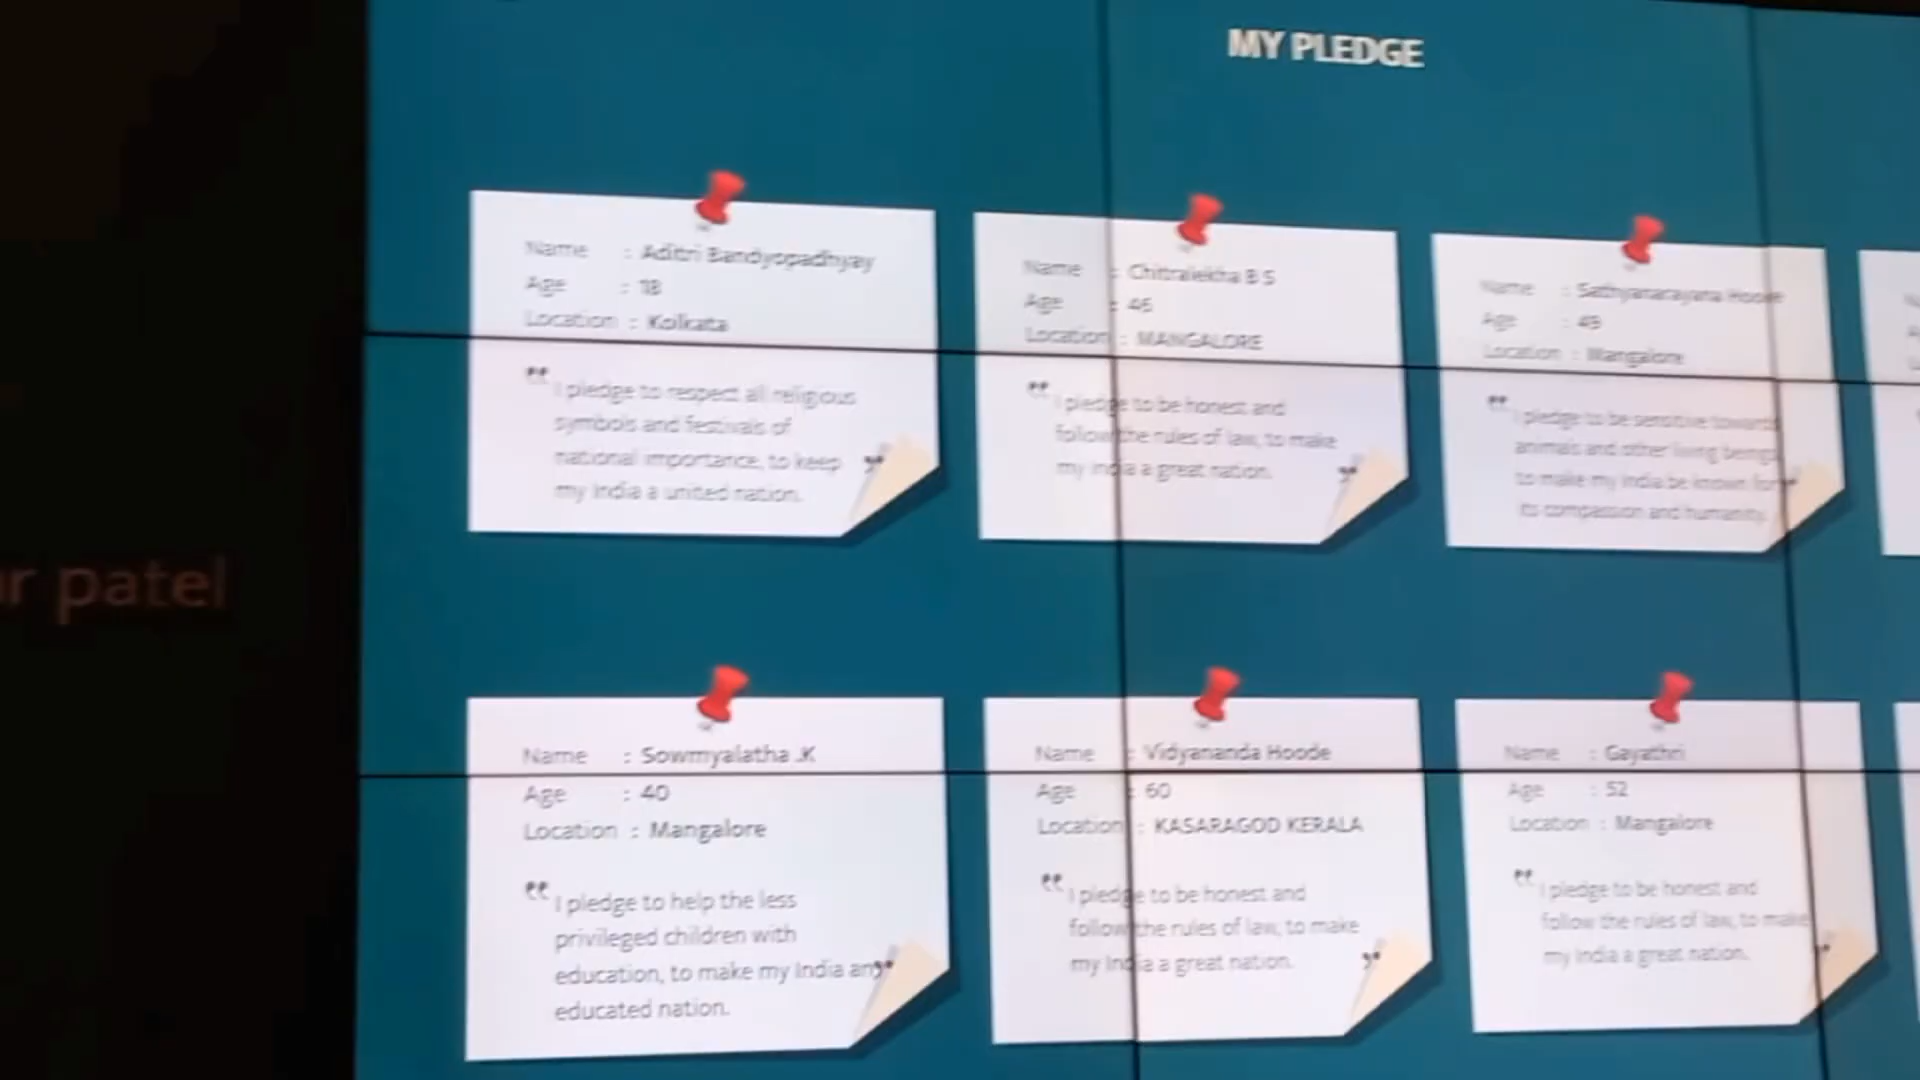 MY PLEDGE
Name : Aditri Bandyopadhyay
Age : 18
Location : Kolkata
“ I pledge to respect all religious
symbols and festivals of
national importance, to keep
my India a united nation. ”
Name : Chitralekha B S
Age : 46
Location : MANGALORE
“ I pledge to be honest and
follow the rules of law, to make
my India a great nation. ”
Name : Sathyanarayana Hoode
Age : 49
Location : Mangalore
“ I pledge to be sensitive towards
animals and other living beings,
to make my India be known for
its compassion and humanity. ”
Name : Sowmyalatha .K
Age : 40
Location : Mangalore
“ I pledge to help the less
privileged children with
education, to make my India an
educated nation. ”
Name : Vidyananda Hoode
Age : 60
Location : KASARAGOD KERALA
“ I pledge to be honest and
follow the rules of law, to make
my India a great nation. ”
Name : Gayathri
Age : 52
Location : Mangalore
“ I pledge to be honest and
follow the rules of law, to make
my India a great nation. ”
patel